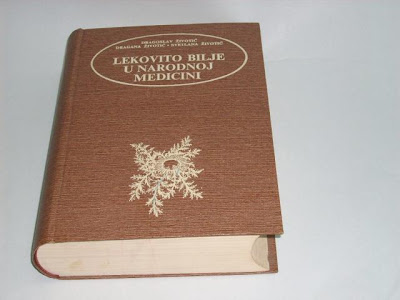 DRAGOSLAV ŽIVOTIĆ
DRAGANA ŽIVOTIĆ I SVETLANA ŽIVOTIĆ
LEKOVITO BILJE
U NARODNOJ
MEDICINI